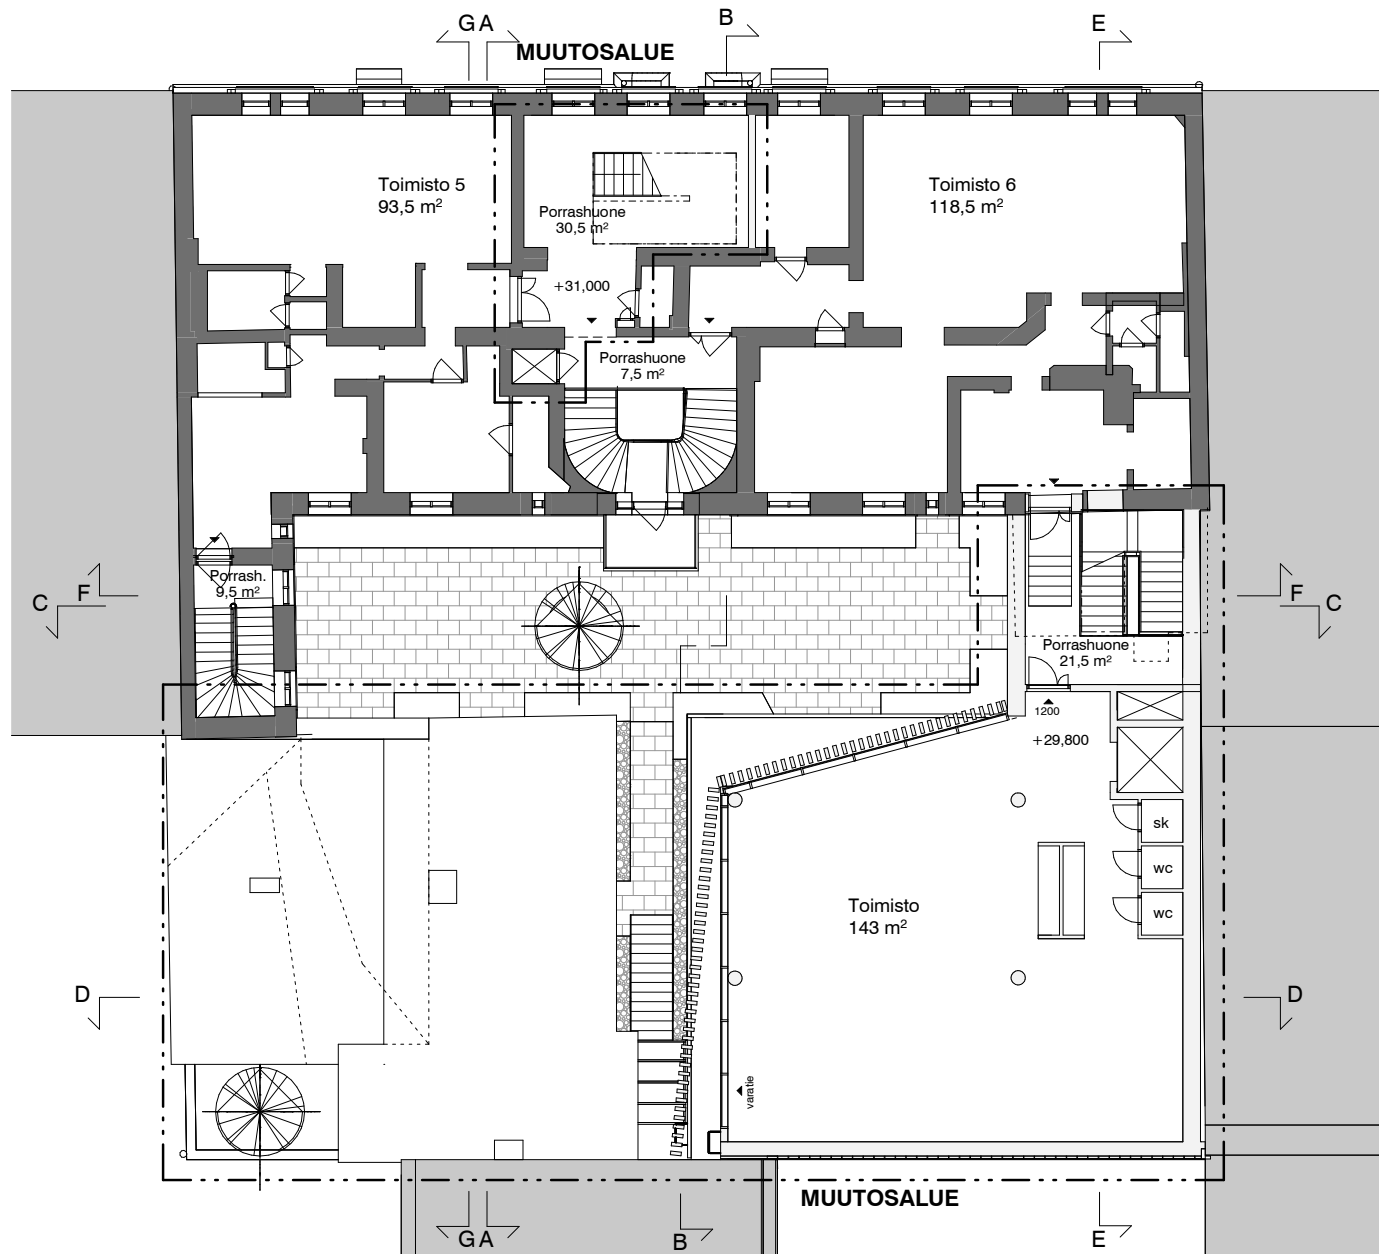 G A
B
E
MUUTOSALUE
Toimisto 5
93,5 m²
Porrashuone
30,5 m²
Toimisto 6
118,5 m²
+31,000
Porrashuone
7,5 m²
Porrash.
9,5 m²
C
F
F
C
Porrashuone
21,5 m²
1200
+29,800
sk
wc
wc
Toimisto
143 m²
D
D
varatie
MUUTOSALUE
G A
B
E